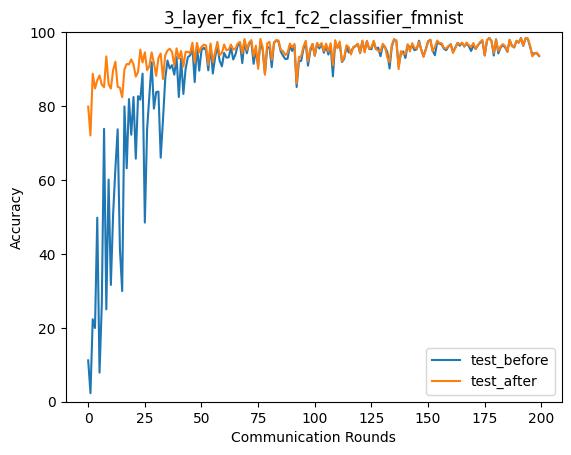 3_layer_fix_fc1_fc2_classifier_fmnist
Accuracy
100
80
60
40
20
0
0 25 50 75 100 125 150 175 200
Communication Rounds
test_before
test_after